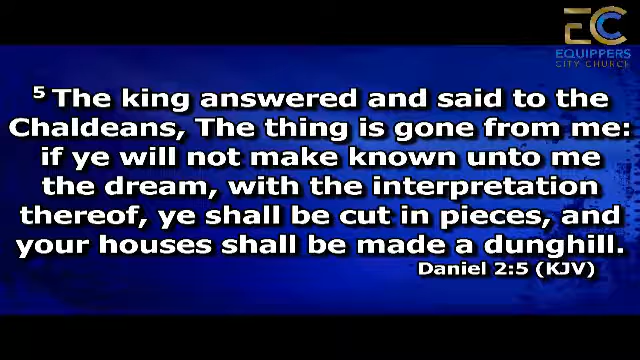 EC
EQUIPPERS
CITY CHURCH
5 The king answered and said to the
Chaldeans, The thing is gone from me:
if ye will not make known unto me
the dream, with the interpretation
thereof, ye shall be cut in pieces, and
your houses shall be made a dunghill.
Daniel 2:5 (KJV)